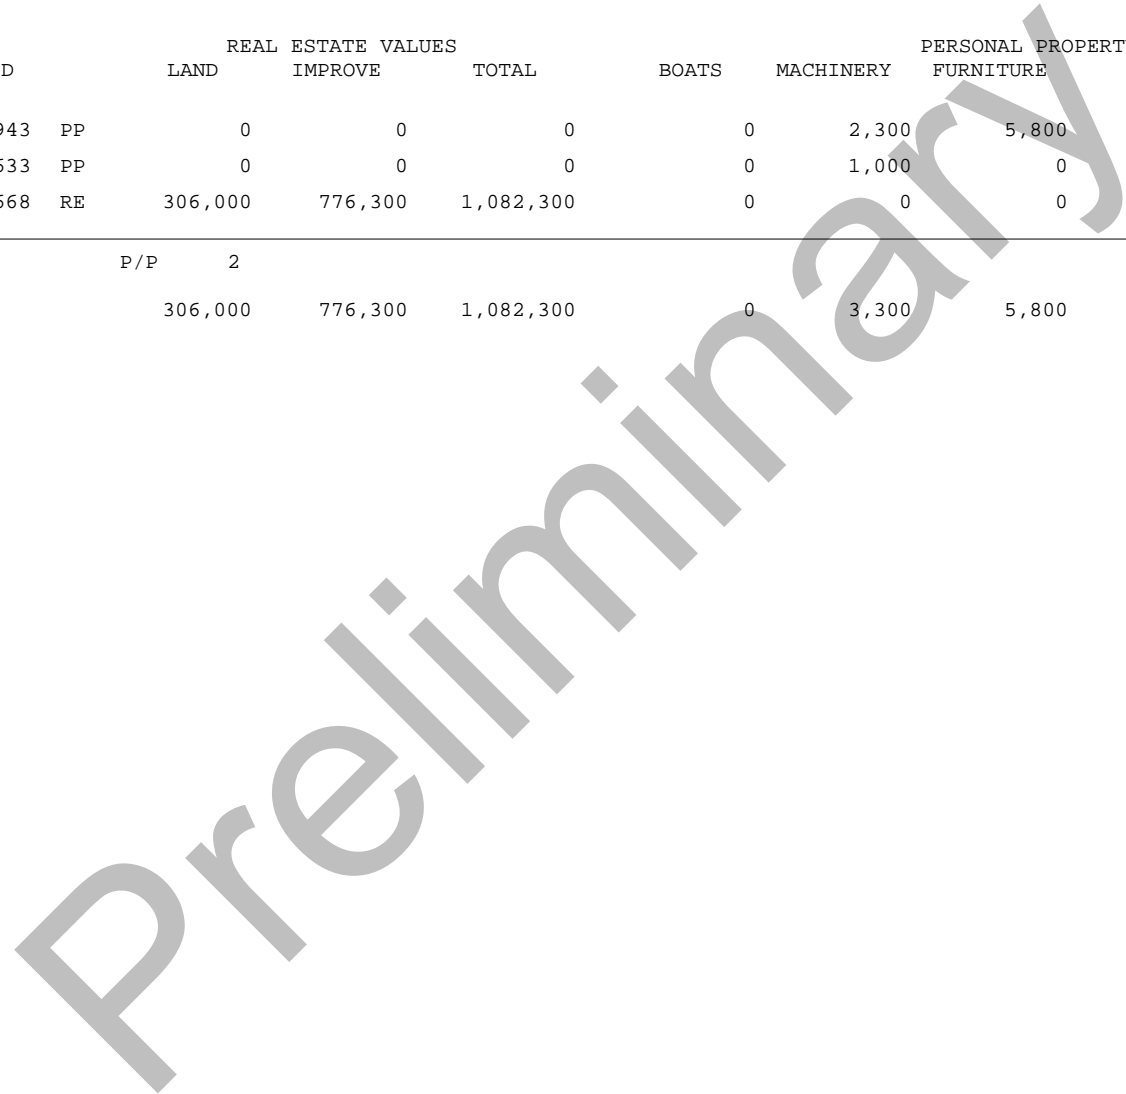 REAL ESTATE VALUES PERSONAL PROPERT
D LAND IMPROVE TOTAL BOATS MACHINERY FURNITURE
943 PP 0 0 0 0 2,300 5,800
533 PP 0 0 0 0 1,000 0
568 RE 306,000 776,300 1,082,300 0 0 0
P/P 2
306,000 776,300 1,082,300 0 3,300 5,800
Preliminary